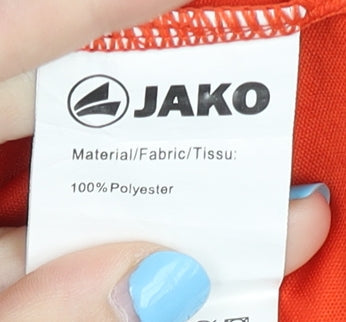 JAKO
Material/Fabric/Tissu:
100%Polyester